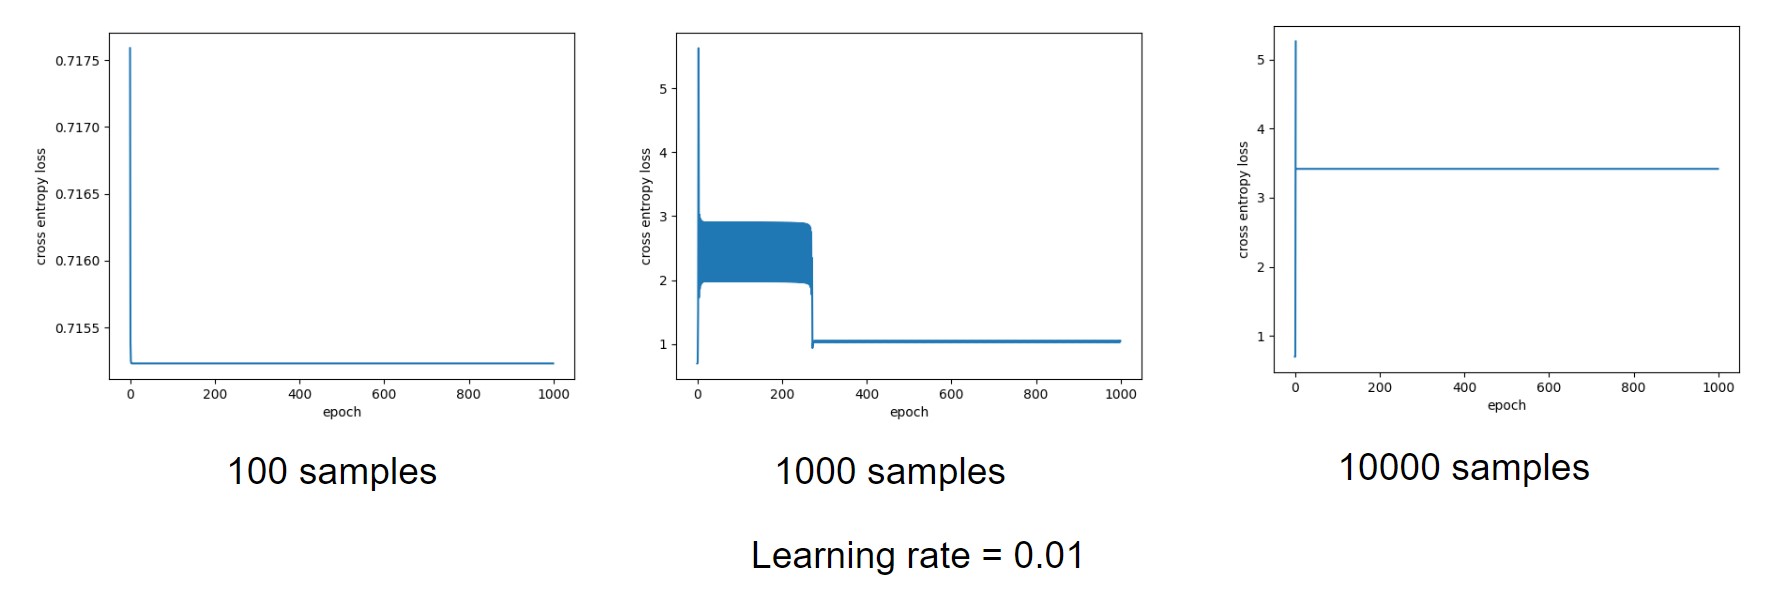 0.7175
0.7170
0.7165
0.7160
0.7155
cross entropy loss
0 200 400 600 800 1000
epoch
100 samples
5
4
3
2
1
cross entropy loss
0 200 400 600 800 1000
epoch
1000 samples
5
4
3
2
1
cross entropy loss
0 200 400 600 800 1000
epoch
10000 samples
Learning rate = 0.01